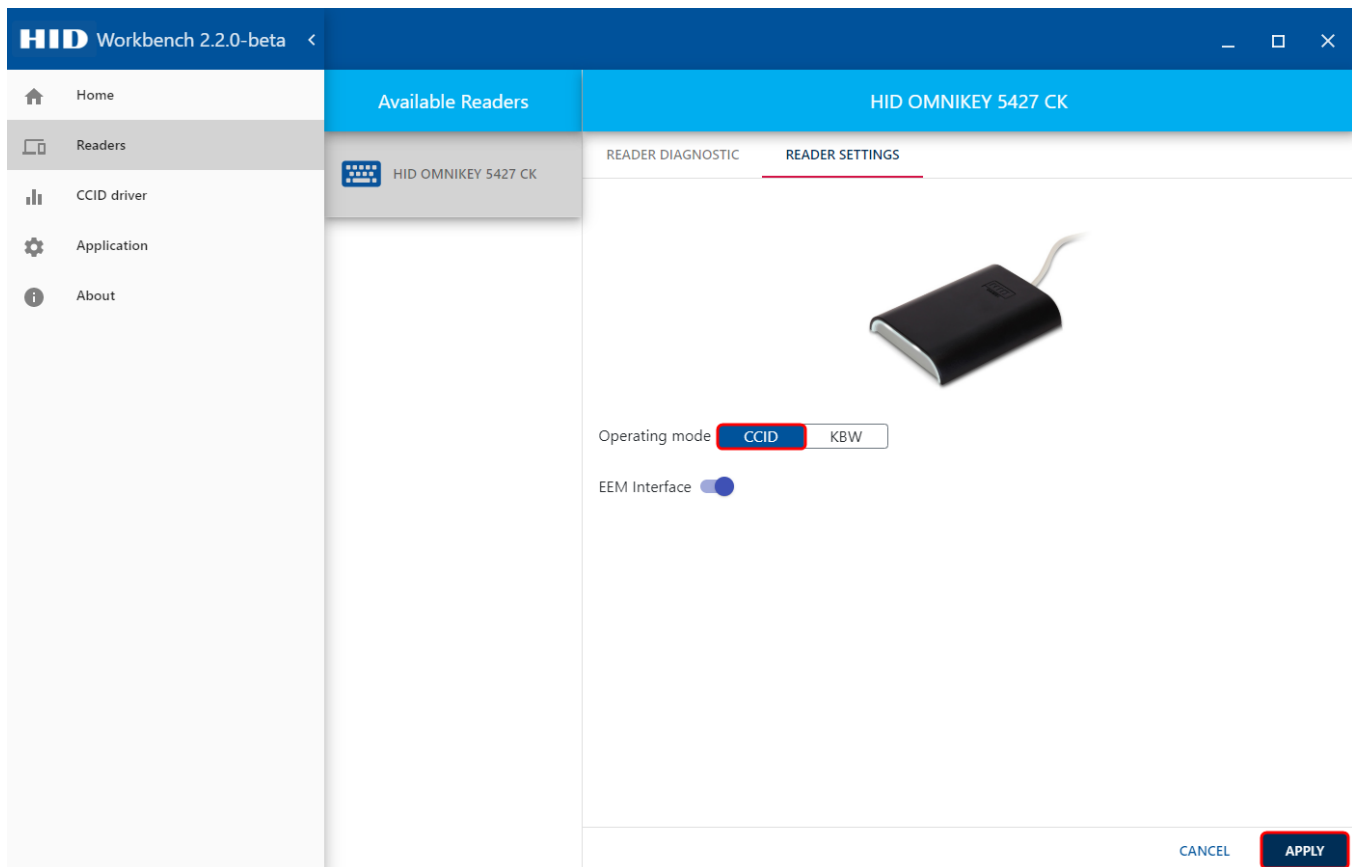 HID Workbench 2.2.0-beta
Home
Readers
CCID driver
Application
About
Available Readers
HID OMNIKEY 5427 CK
HID OMNIKEY 5427 CK
READER DIAGNOSTIC READER SETTINGS
HID
Operating mode CCID KBW
EEM Interface
CANCEL APPLY